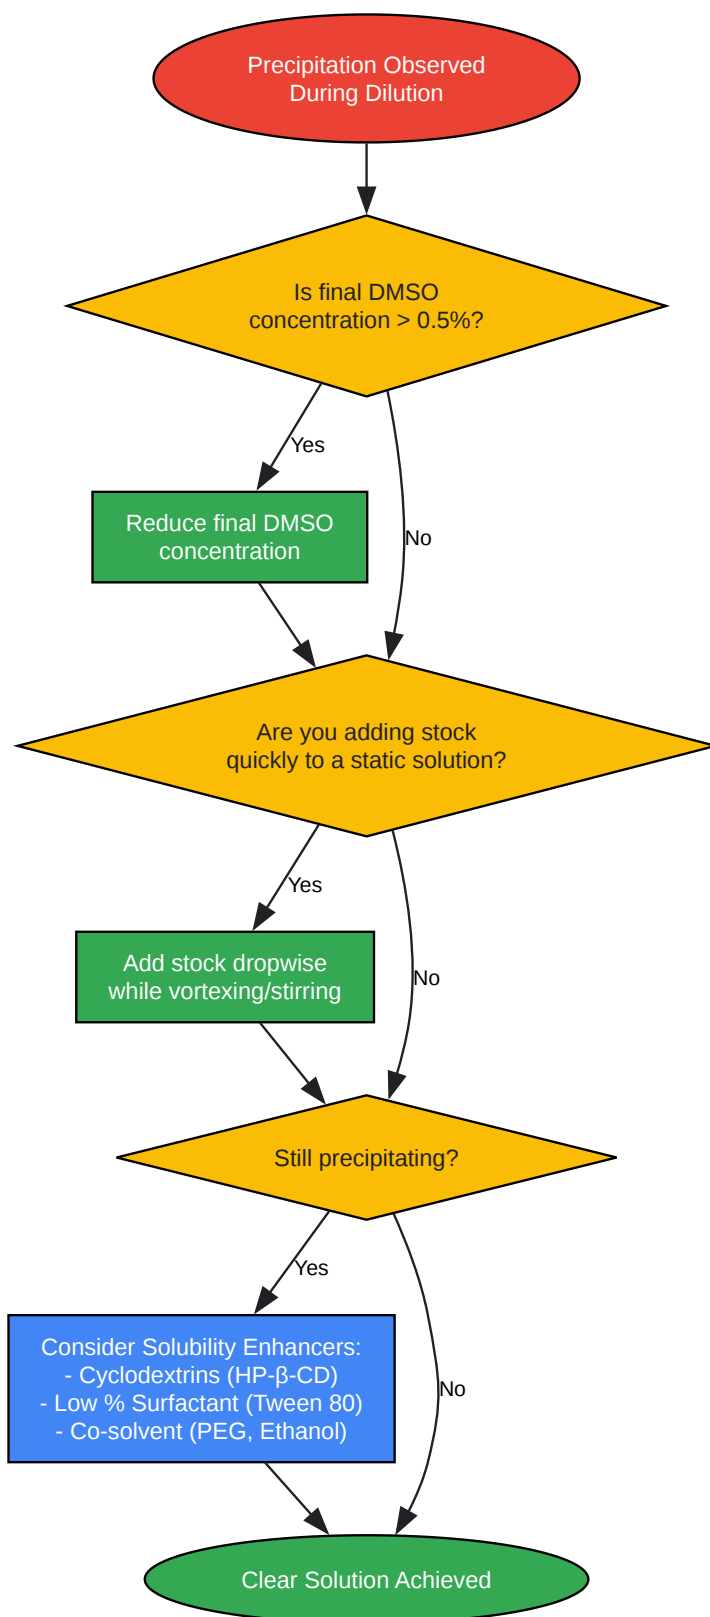 Precipitation Observed
During Dilution
Is final DMSO
concentration > 0.5%?
Yes
Reduce final DMSO
concentration
No
Are you adding stock
quickly to a static solution?
Yes
Add stock dropwise
while vortexing/stirring
No
Still precipitating?
Yes
Consider Solubility Enhancers:
- Cyclodextrins (HP-β-CD)
- Low % Surfactant (Tween 80)
- Co-solvent (PEG, Ethanol)
No
Clear Solution Achieved